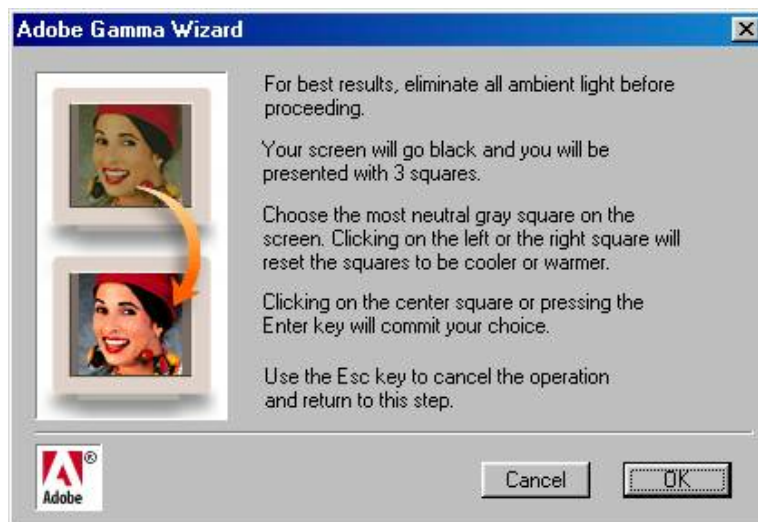 Adobe Gamma Wizard
For best results, eliminate all ambient light before
proceeding.
Your screen will go black and you will be
presented with 3 squares.
Choose the most neutral gray square on the
screen. Clicking on the left or the right square will
reset the squares to be cooler or warmer.
Clicking on the center square or pressing the
Enter key will commit your choice.
Use the Esc key to cancel the operation
and return to this step.
®
Adobe
Cancel
OK